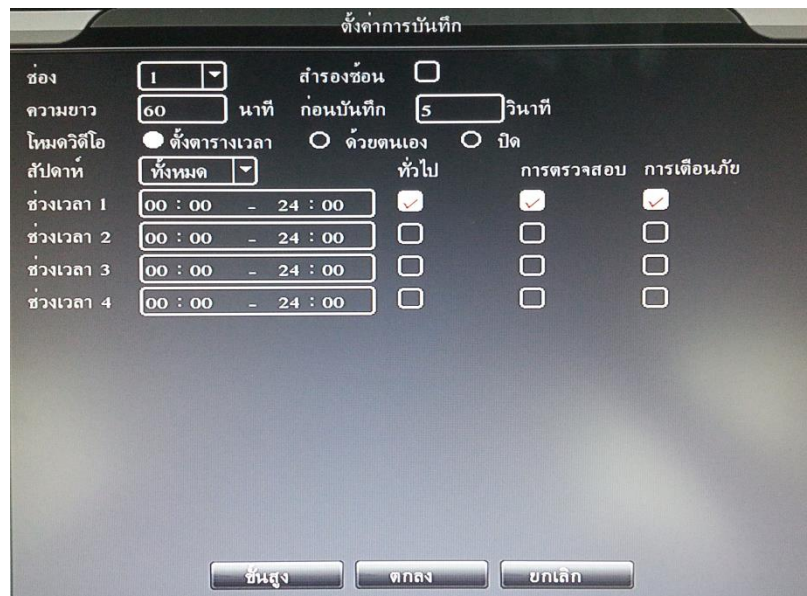 ตั้งค่าการบันทึก
ช่อง 1 สำรองซ้อน
ความยาว 60 นาที ก่อนบันทึก 5 วินาที
โหมดวิดีโอ ตั้งตารางเวลา ด้วยตนเอง ปิด
สัปดาห์ ทั้งหมด ทั่วไป การตรวจสอบ การเตือนภัย
ช่วงเวลา 1 00 : 00 - 24 : 00
ช่วงเวลา 2 00 : 00 - 24 : 00
ช่วงเวลา 3 00 : 00 - 24 : 00
ช่วงเวลา 4 00 : 00 - 24 : 00
ชั้นสูง ตกลง ยกเลิก